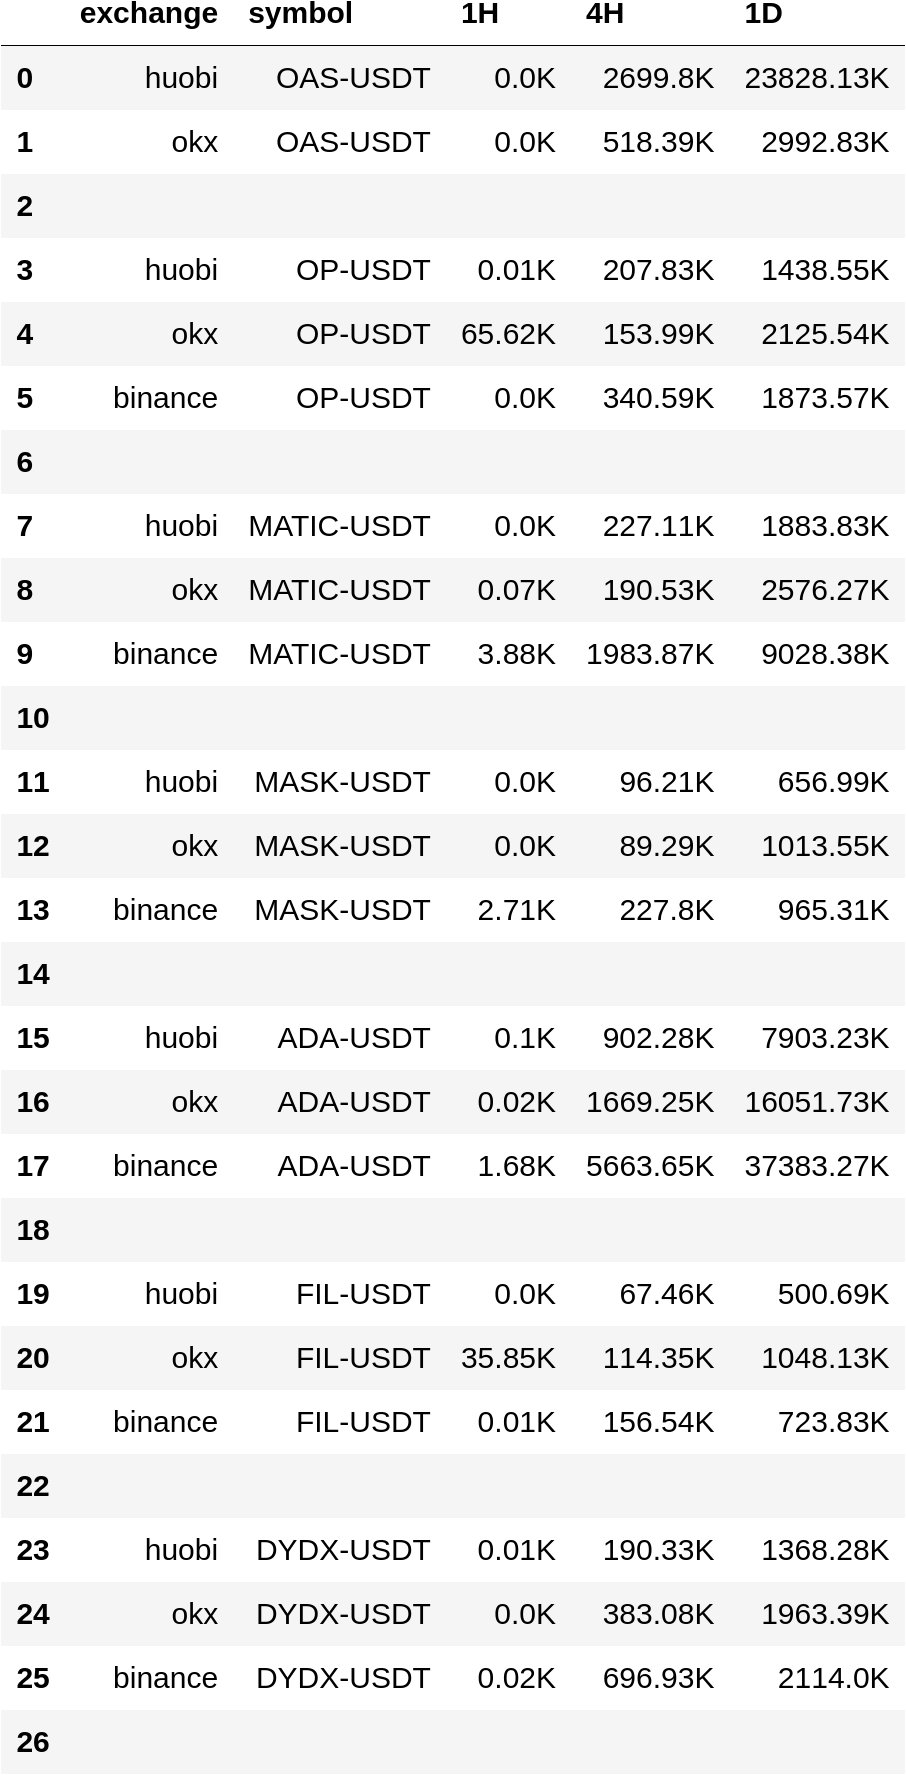 exchange symbol 1H 4H 1D
0 huobi OAS-USDT 0.0K 2699.8K 23828.13K
1 okx OAS-USDT 0.0K 518.39K 2992.83K
2
3 huobi OP-USDT 0.01K 207.83K 1438.55K
4 okx OP-USDT 65.62K 153.99K 2125.54K
5 binance OP-USDT 0.0K 340.59K 1873.57K
6
7 huobi MATIC-USDT 0.0K 227.11K 1883.83K
8 okx MATIC-USDT 0.07K 190.53K 2576.27K
9 binance MATIC-USDT 3.88K 1983.87K 9028.38K
10
11 huobi MASK-USDT 0.0K 96.21K 656.99K
12 okx MASK-USDT 0.0K 89.29K 1013.55K
13 binance MASK-USDT 2.71K 227.8K 965.31K
14
15 huobi ADA-USDT 0.1K 902.28K 7903.23K
16 okx ADA-USDT 0.02K 1669.25K 16051.73K
17 binance ADA-USDT 1.68K 5663.65K 37383.27K
18
19 huobi FIL-USDT 0.0K 67.46K 500.69K
20 okx FIL-USDT 35.85K 114.35K 1048.13K
21 binance FIL-USDT 0.01K 156.54K 723.83K
22
23 huobi DYDX-USDT 0.01K 190.33K 1368.28K
24 okx DYDX-USDT 0.0K 383.08K 1963.39K
25 binance DYDX-USDT 0.02K 696.93K 2114.0K
26